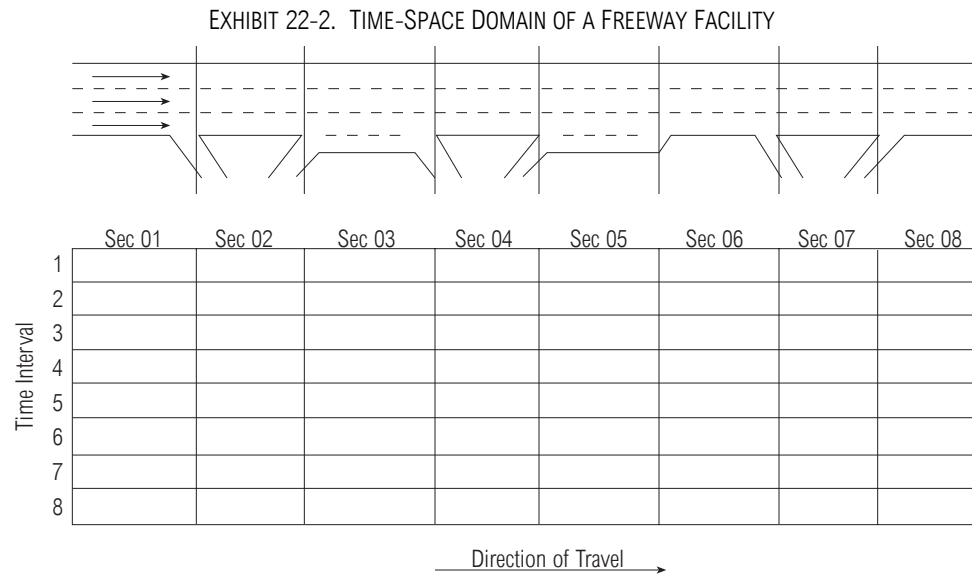 EXHIBIT 22-2. TIME-SPACE DOMAIN OF A FREEWAY FACILITY
Sec 01 Sec 02 Sec 03 Sec 04 Sec 05 Sec 06 Sec 07 Sec 08
Time Interval
1
2
3
4
5
6
7
8
Direction of Travel